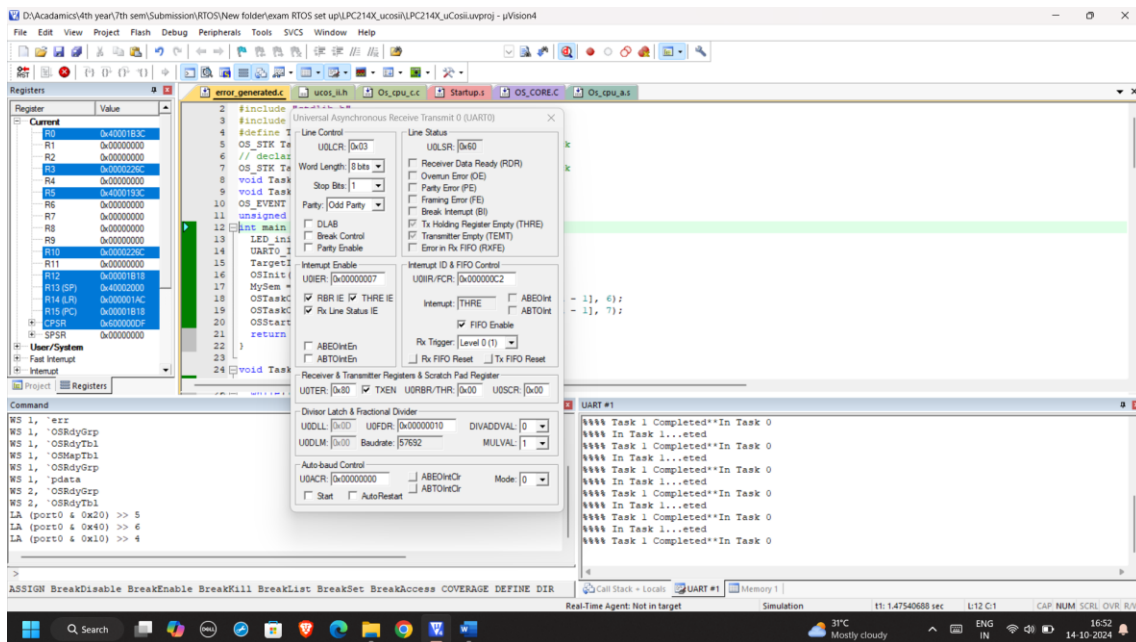 D:\Acadamics\4th year\7th sem\Submission\RTOS\New folder\exam RTOS set up\LPC214X_ucosii\LPC214X_uCosii.uvproj - µVision4
File Edit View Project Flash Debug Peripherals Tools SVCS Window Help
Registers
Register Value
Current
R0 0x40001B3C
R1 0x00000000
R2 0x00000000
R3 0x0000226C
R4 0x00000000
R5 0x4000193C
R6 0x00000000
R7 0x00000000
R8 0x00000000
R9 0x00000000
R10 0x0000226C
R11 0x00000000
R12 0x00001B18
R13 (SP) 0x40002000
R14 (LR) 0x000001AC
R15 (PC) 0x00001B18
CPSR 0x600000DF
SPSR 0x00000000
User/System
Fast Interrupt
Interrupt
Project Registers
error_generated.c ucos_ii.h Os_cpu_c.c Startup.s OS_CORE.C Os_cpu_a.s
2 #include
3 #include
4 #define T
5 OS_STK Ta
6 // declar
7 OS_STK Ta
8 void Task
9 void Task
10 OS_EVENT
11 unsigned
12 int main
13 LED_ini
14 UART0_I
15 TargetI
16 OSInit(
17 MySem =
18 OSTaskC - 1], 6);
19 OSTaskC - 1], 7);
20 OSStart
21 return
22 }
23
24 void Task
Universal Asynchronous Receive Transmit 0 (UART0)
Line Control
U0LCR: 0x03
Word Length: 8 bits
Stop Bits: 1
Parity: Odd Parity
DLAB
Break Control
Parity Enable
Line Status
U0LSR: 0x60
Receiver Data Ready (RDR)
Overrun Error (OE)
Parity Error (PE)
Framing Error (FE)
Break Interrupt (BI)
Tx Holding Register Empty (THRE)
Transmitter Empty (TEMT)
Error in Rx FIFO (RXFE)
Interrupt Enable
U0IER: 0x00000007
RBR IE THRE IE
Rx Line Status IE
ABEOIntEn
ABTOIntEn
Interrupt ID & FIFO Control
U0IIR/FCR: 0x000000C2
Interrupt: THRE
ABEOInt
ABTOInt
FIFO Enable
Rx Trigger: Level 0 (1)
Rx FIFO Reset Tx FIFO Reset
Receiver & Transmitter Registers & Scratch Pad Register
U0TER: 0x80 TXEN U0RBR/THR: 0x00 U0SCR: 0x00
Divisor Latch & Fractional Divider
U0DLL: 0x0D U0FDR: 0x00000010 DIVADDVAL: 0
U0DLM: 0x00 Baudrate: 57692 MULVAL: 1
Auto-baud Control
U0ACR: 0x00000000 ABEOIntClr Mode: 0
ABTOIntClr
Start AutoRestart
Command
WS 1, `err
WS 1, `OSRdyGrp
WS 1, `OSRdyTbl
WS 1, `OSMapTbl
WS 1, `OSRdyGrp
WS 1, `pdata
WS 2, `OSRdyGrp
WS 2, `OSRdyTbl
LA (port0 & 0x20) >> 5
LA (port0 & 0x40) >> 6
LA (port0 & 0x10) >> 4
>
ASSIGN BreakDisable BreakEnable BreakKill BreakList BreakSet BreakAccess COVERAGE DEFINE DIR
UART #1
%%%% Task 1 Completed**In Task 0
%%%% In Task 1...eted
%%%% Task 1 Completed**In Task 0
%%%% In Task 1...eted
%%%% Task 1 Completed**In Task 0
%%%% In Task 1...eted
%%%% Task 1 Completed**In Task 0
%%%% In Task 1...eted
%%%% Task 1 Completed**In Task 0
%%%% In Task 1...eted
%%%% Task 1 Completed**In Task 0
Call Stack + Locals UART #1 Memory 1
Real-Time Agent: Not in target Simulation t1: 1.47540688 sec L:12 C:1 CAP NUM SCRL OVR R/W
Search
31°C
Mostly cloudy
ENG
IN
16:52
14-10-2024